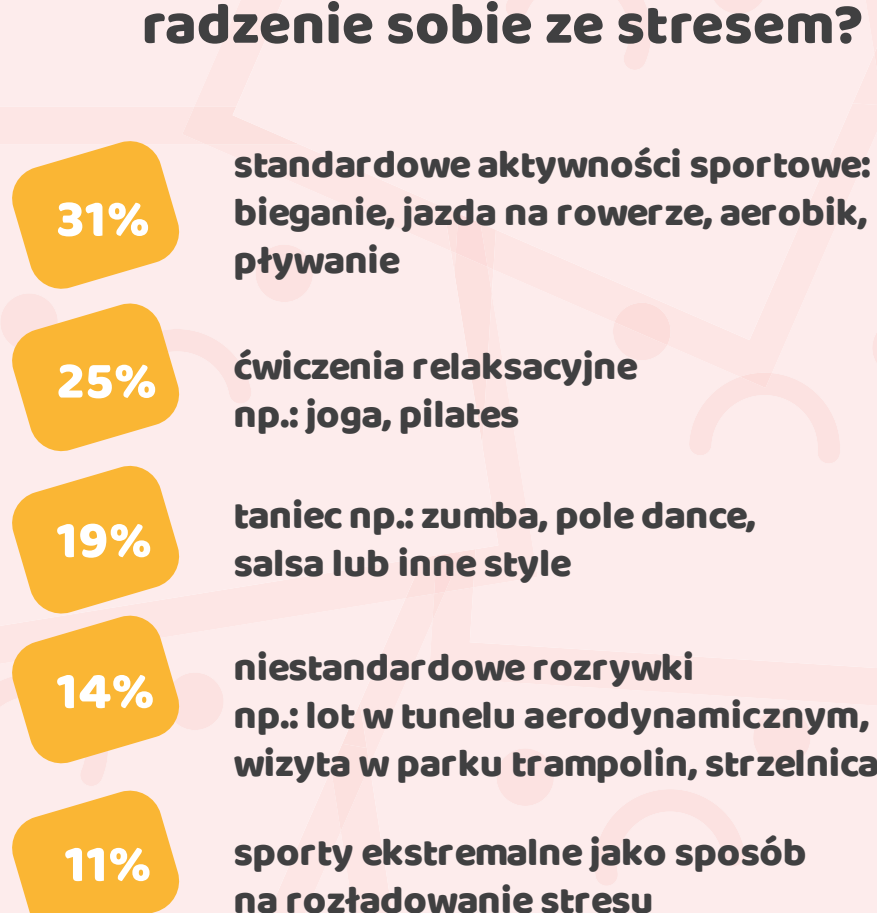 radzenie sobie ze stresem?
31%
standardowe aktywności sportowe:
bieganie, jazda na rowerze, aerobik,
pływanie
25%
ćwiczenia relaksacyjne
np.: joga, pilates
19%
taniec np.: zumba, pole dance,
salsa lub inne style
14%
niestandardowe rozrywki
np.: lot w tunelu aerodynamicznym,
wizyta w parku trampolin, strzelnica
11%
sporty ekstremalne jako sposób
na rozładowanie stresu